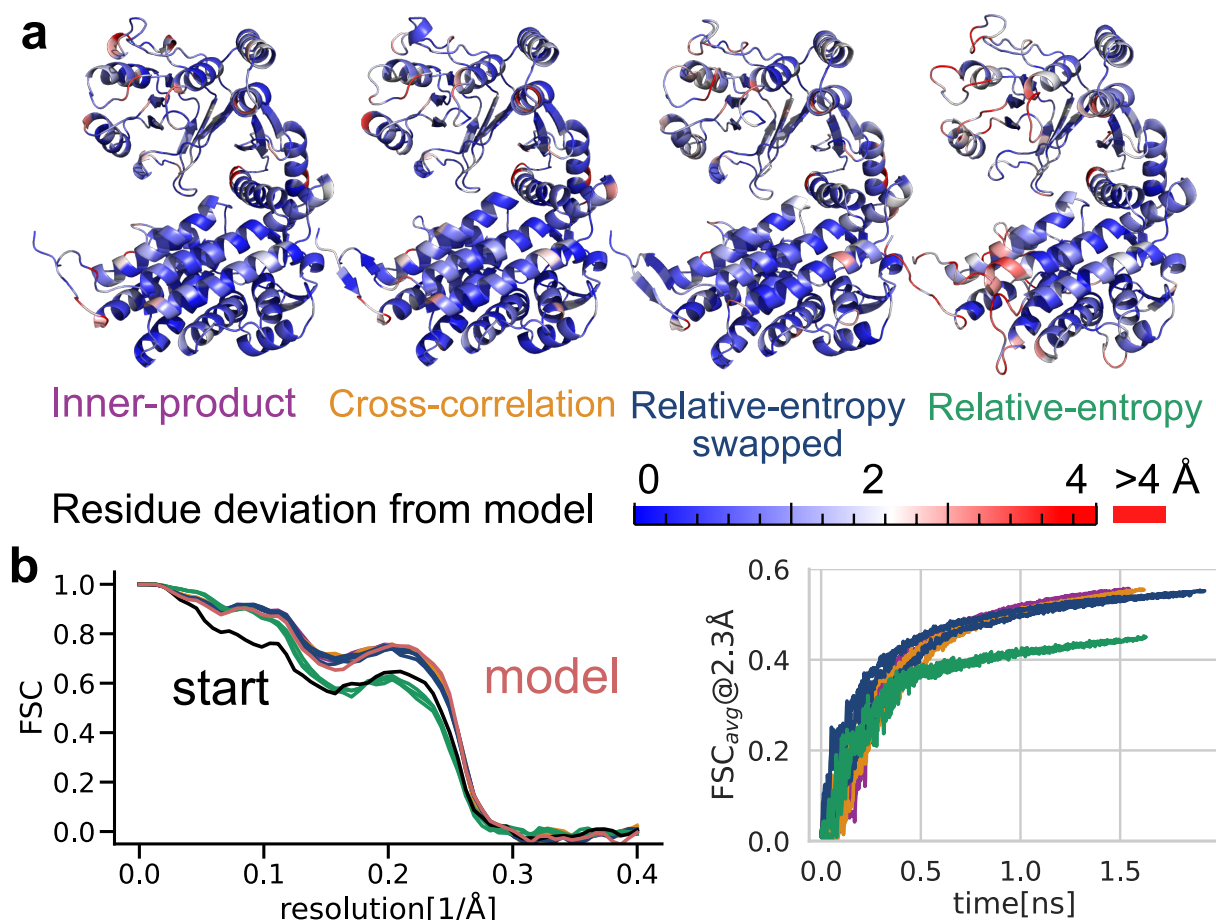 a
Inner-product
Cross-correlation
Relative-entropy
swapped
Relative-entropy
Residue deviation from model
0 2 4 >4 Å
b
1.0
0.8
0.6
0.4
0.2
0.0
FSC
start
model
0.0 0.1 0.2 0.3 0.4
resolution[1/Å]
0.6
0.4
0.2
0.0
FSCavg@2.3Å
0.0 0.5 1.0 1.5
time[ns]